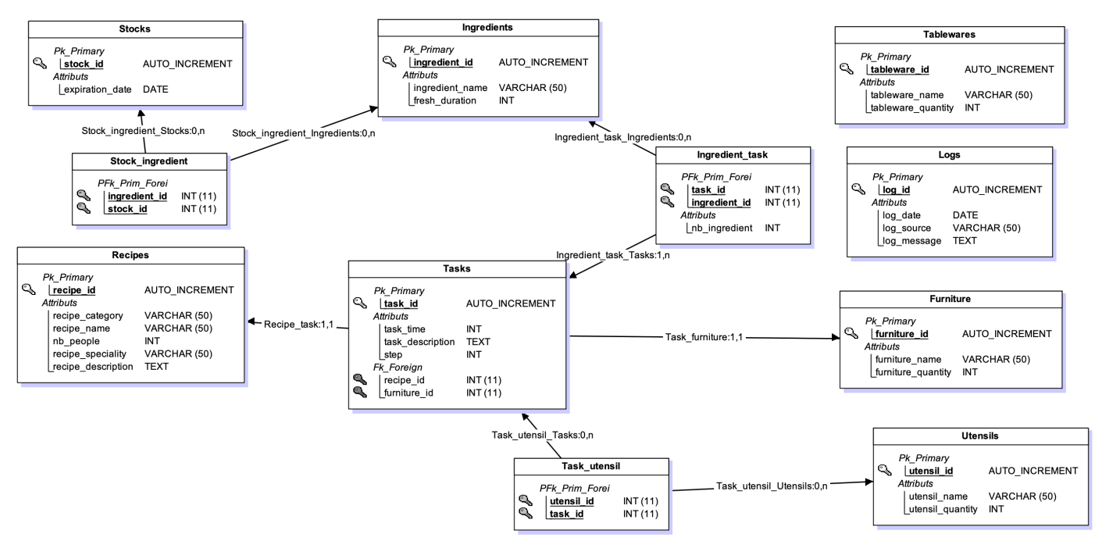 Stocks
Pk_Primary
stock_id AUTO_INCREMENT
Attributs
expiration_date DATE
Ingredients
Pk_Primary
ingredient_id AUTO_INCREMENT
Attributs
ingredient_name VARCHAR (50)
fresh_duration INT
Tablewares
Pk_Primary
tableware_id AUTO_INCREMENT
Attributs
tableware_name VARCHAR (50)
tableware_quantity INT
Stock_ingredient_Stocks:0,n
Stock_ingredient_Ingredients:0,n
Ingredient_task_Ingredients:0,n
Stock_ingredient
PFk_Prim_Forei
ingredient_id INT (11)
stock_id INT (11)
Ingredient_task
PFk_Prim_Forei
task_id INT (11)
ingredient_id INT (11)
Attributs
nb_ingredient INT
Logs
Pk_Primary
log_id AUTO_INCREMENT
Attributs
log_date DATE
log_source VARCHAR (50)
log_message TEXT
Ingredient_task_Tasks:1,n
Recipes
Pk_Primary
recipe_id AUTO_INCREMENT
Attributs
recipe_category VARCHAR (50)
recipe_name VARCHAR (50)
nb_people INT
recipe_speciality VARCHAR (50)
recipe_description TEXT
Recipe_task:1,1
Tasks
Pk_Primary
task_id AUTO_INCREMENT
Attributs
task_time INT
task_description TEXT
step INT
Fk_Foreign
recipe_id INT (11)
furniture_id INT (11)
Task_furniture:1,1
Furniture
Pk_Primary
furniture_id AUTO_INCREMENT
Attributs
furniture_name VARCHAR (50)
furniture_quantity INT
Task_utensil_Tasks:0,n
Task_utensil
PFk_Prim_Forei
utensil_id INT (11)
task_id INT (11)
Task_utensil_Utensils:0,n
Utensils
Pk_Primary
utensil_id AUTO_INCREMENT
Attributs
utensil_name VARCHAR (50)
utensil_quantity INT